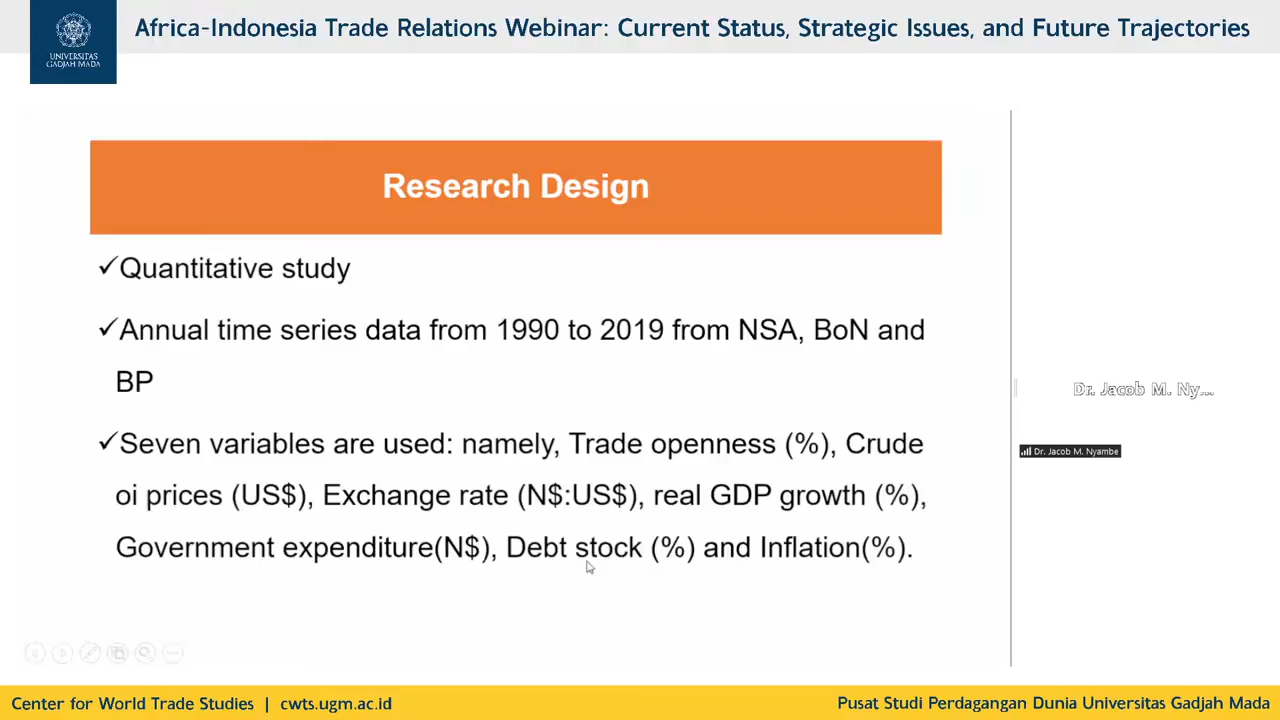 Africa-Indonesia Trade Relations Webinar: Current Status, Strategic Issues, and Future Trajectories
UNIVERSITAS
GADJAH MADA
Research Design
✓Quantitative study
✓Annual time series data from 1990 to 2019 from NSA, BoN and
BP
✓Seven variables are used: namely, Trade openness (%), Crude
oi prices (US$), Exchange rate (N$:US$), real GDP growth (%),
Government expenditure(N$), Debt stock (%) and Inflation(%).
Dr. Jacob M. Ny...
Dr. Jacob M. Nyambe
Center for World Trade Studies | cwts.ugm.ac.id
Pusat Studi Perdagangan Dunia Universitas Gadjah Mada